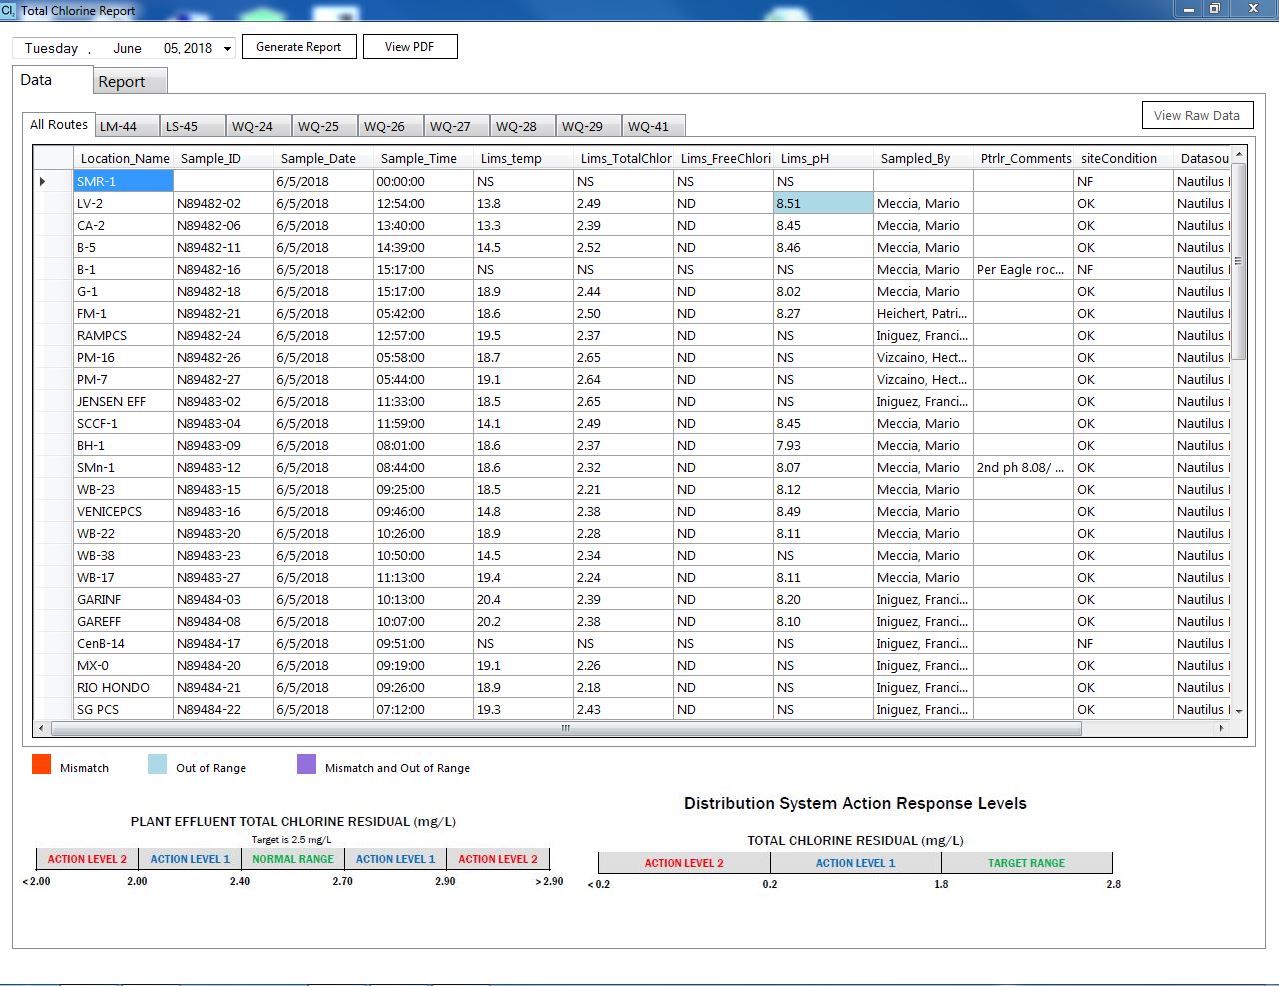 Cl, Total Chlorine Report
Tuesday , June 05, 2018 Generate Report View PDF
Data Report
View Raw Data
All Routes LM-44 LS-45 WQ-24 WQ-25 WQ-26 WQ-27 WQ-28 WQ-29 WQ-41
Location_Name Sample_ID Sample_Date Sample_Time Lims_temp Lims_TotalChlor Lims_FreeChlori Lims_pH Sampled_By Ptrlr_Comments siteCondition Datasou
SMR-1 6/5/2018 00:00:00 NS NS NS NS NF Nautilus
LV-2 N89482-02 6/5/2018 12:54:00 13.8 2.49 ND 8.51 Meccia, Mario OK Nautilus
CA-2 N89482-06 6/5/2018 13:40:00 13.3 2.39 ND 8.45 Meccia, Mario OK Nautilus
B-5 N89482-11 6/5/2018 14:39:00 14.5 2.52 ND 8.46 Meccia, Mario OK Nautilus
B-1 N89482-16 6/5/2018 15:17:00 NS NS NS NS Meccia, Mario Per Eagle roc... NF Nautilus
G-1 N89482-18 6/5/2018 15:17:00 18.9 2.44 ND 8.02 Meccia, Mario OK Nautilus
FM-1 N89482-21 6/5/2018 05:42:00 18.6 2.50 ND 8.27 Heichert, Patri... OK Nautilus
RAMPCS N89482-24 6/5/2018 12:57:00 19.5 2.37 ND NS Iniguez, Franci... OK Nautilus
PM-16 N89482-26 6/5/2018 05:58:00 18.7 2.65 ND NS Vizcaino, Hect... OK Nautilus
PM-7 N89482-27 6/5/2018 05:44:00 19.1 2.64 ND NS Vizcaino, Hect... OK Nautilus
JENSEN EFF N89483-02 6/5/2018 11:33:00 18.5 2.65 ND NS Iniguez, Franci... OK Nautilus
SCCF-1 N89483-04 6/5/2018 11:59:00 14.1 2.49 ND 8.45 Meccia, Mario OK Nautilus
BH-1 N89483-09 6/5/2018 08:01:00 18.6 2.37 ND 7.93 Meccia, Mario OK Nautilus
SMn-1 N89483-12 6/5/2018 08:44:00 18.6 2.32 ND 8.07 Meccia, Mario 2nd ph 8.08/ ... OK Nautilus
WB-23 N89483-15 6/5/2018 09:25:00 18.5 2.21 ND 8.12 Meccia, Mario OK Nautilus
VENICEPCS N89483-16 6/5/2018 09:46:00 14.8 2.38 ND 8.49 Meccia, Mario OK Nautilus
WB-22 N89483-20 6/5/2018 10:26:00 18.9 2.28 ND 8.11 Meccia, Mario OK Nautilus
WB-38 N89483-23 6/5/2018 10:50:00 14.5 2.34 ND NS Meccia, Mario OK Nautilus
WB-17 N89483-27 6/5/2018 11:13:00 19.4 2.24 ND 8.11 Meccia, Mario OK Nautilus
GARINF N89484-03 6/5/2018 10:13:00 20.4 2.39 ND 8.20 Iniguez, Franci... OK Nautilus
GAREFF N89484-08 6/5/2018 10:07:00 20.2 2.38 ND 8.10 Iniguez, Franci... OK Nautilus
CenB-14 N89484-17 6/5/2018 09:51:00 NS NS NS NS Iniguez, Franci... NF Nautilus
MX-0 N89484-20 6/5/2018 09:19:00 19.1 2.26 ND NS Iniguez, Franci... OK Nautilus
RIO HONDO N89484-21 6/5/2018 09:26:00 18.9 2.18 ND NS Iniguez, Franci... OK Nautilus
SG PCS N89484-22 6/5/2018 07:12:00 19.3 2.43 ND NS Iniguez, Franci... OK Nautilus
Mismatch Out of Range Mismatch and Out of Range
PLANT EFFLUENT TOTAL CHLORINE RESIDUAL (mg/L)
Target is 2.5 mg/L
ACTION LEVEL 2 ACTION LEVEL 1 NORMAL RANGE ACTION LEVEL 1 ACTION LEVEL 2
<2.00 2.00 2.40 2.70 2.90 >2.90
Distribution System Action Response Levels
TOTAL CHLORINE RESIDUAL (mg/L)
ACTION LEVEL 2 ACTION LEVEL 1 TARGET RANGE
<0.2 0.2 1.8 2.8